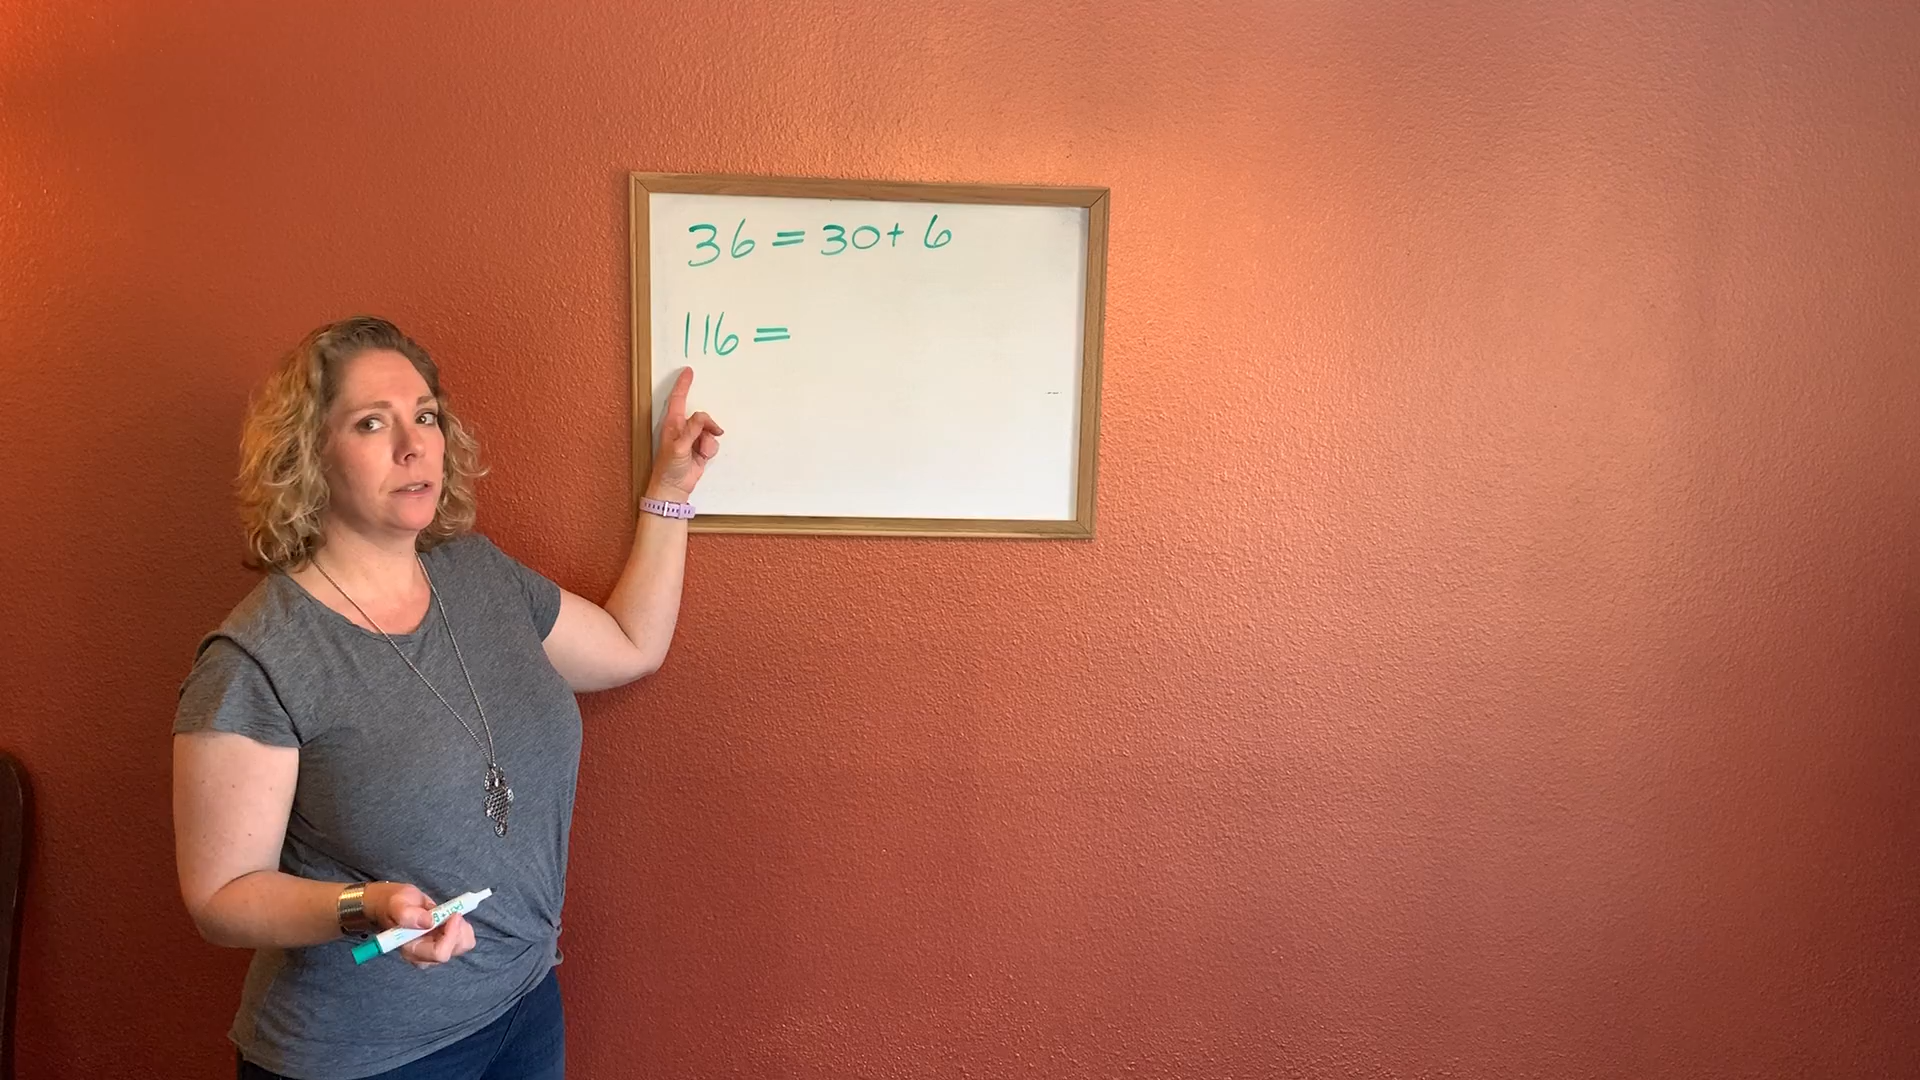 36 = 30 + 6
116 =